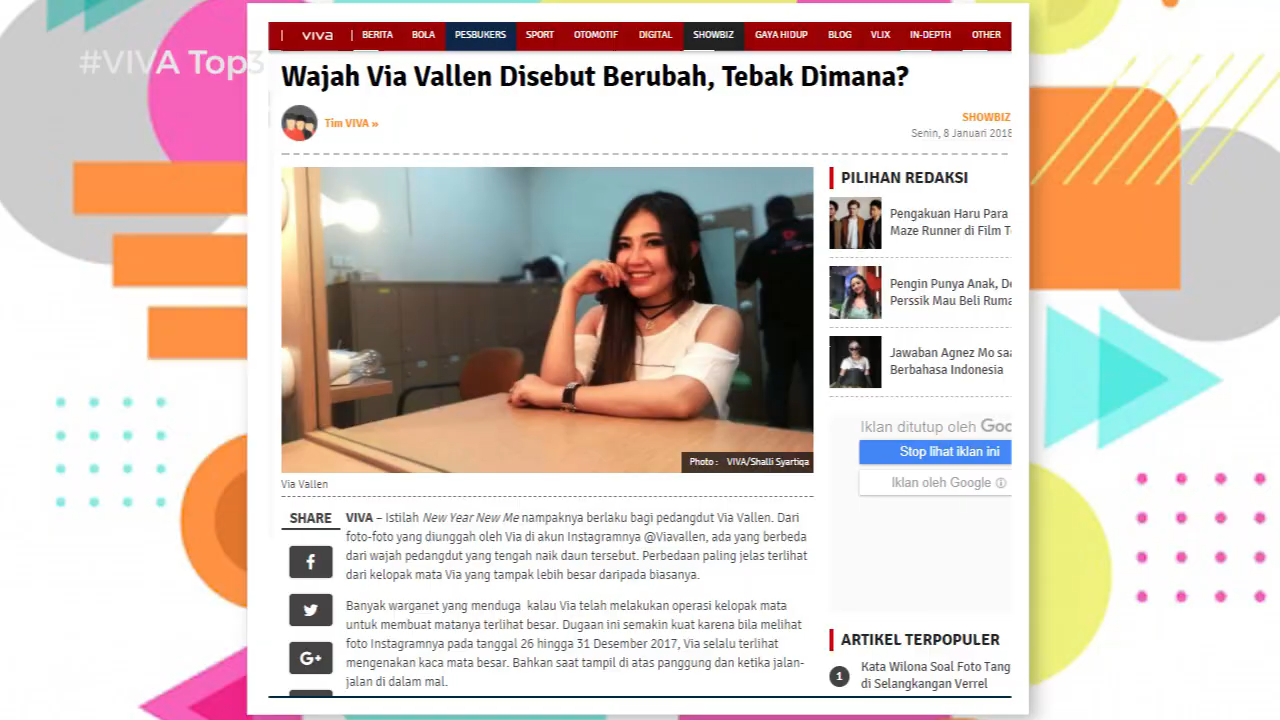 #VIVA Top3
VIVA
BERITA BOLA PESBUKERS SPORT OTOMOTIF DIGITAL SHOWBIZ GAYA HIDUP BLOG VLIX IN-DEPTH OTHER
Wajah Via Vallen Disebut Berubah, Tebak Dimana?
Tim VIVA »
SHOWBIZ
Senin, 8 Januari 2018
Photo : VIVA/Shalli Syartiqa
Via Vallen
SHARE
VIVA – Istilah New Year New Me nampaknya berlaku bagi pedangdut Via Vallen. Dari
foto-foto yang diunggah oleh Via di akun Instagramnya @Viavallen, ada yang berbeda
dari wajah pedangdut yang tengah naik daun tersebut. Perbedaan paling jelas terlihat
dari kelopak mata Via yang tampak lebih besar daripada biasanya.
Banyak warganet yang menduga kalau Via telah melakukan operasi kelopak mata
untuk membuat matanya terlihat besar. Dugaan ini semakin kuat karena bila melihat
foto Instagramnya pada tanggal 26 hingga 31 Desember 2017, Via selalu terlihat
mengenakan kaca mata besar. Bahkan saat tampil di atas panggung dan ketika jalan-
jalan di dalam mal.
PILIHAN REDAKSI
Pengakuan Haru Para
Maze Runner di Film T
Pengin Punya Anak, De
Perssik Mau Beli Ruma
Jawaban Agnez Mo saa
Berbahasa Indonesia
Iklan ditutup oleh Goo
Stop lihat iklan ini
Iklan oleh Google
ARTIKEL TERPOPULER
1
Kata Wilona Soal Foto Tang
di Selangkangan Verrel